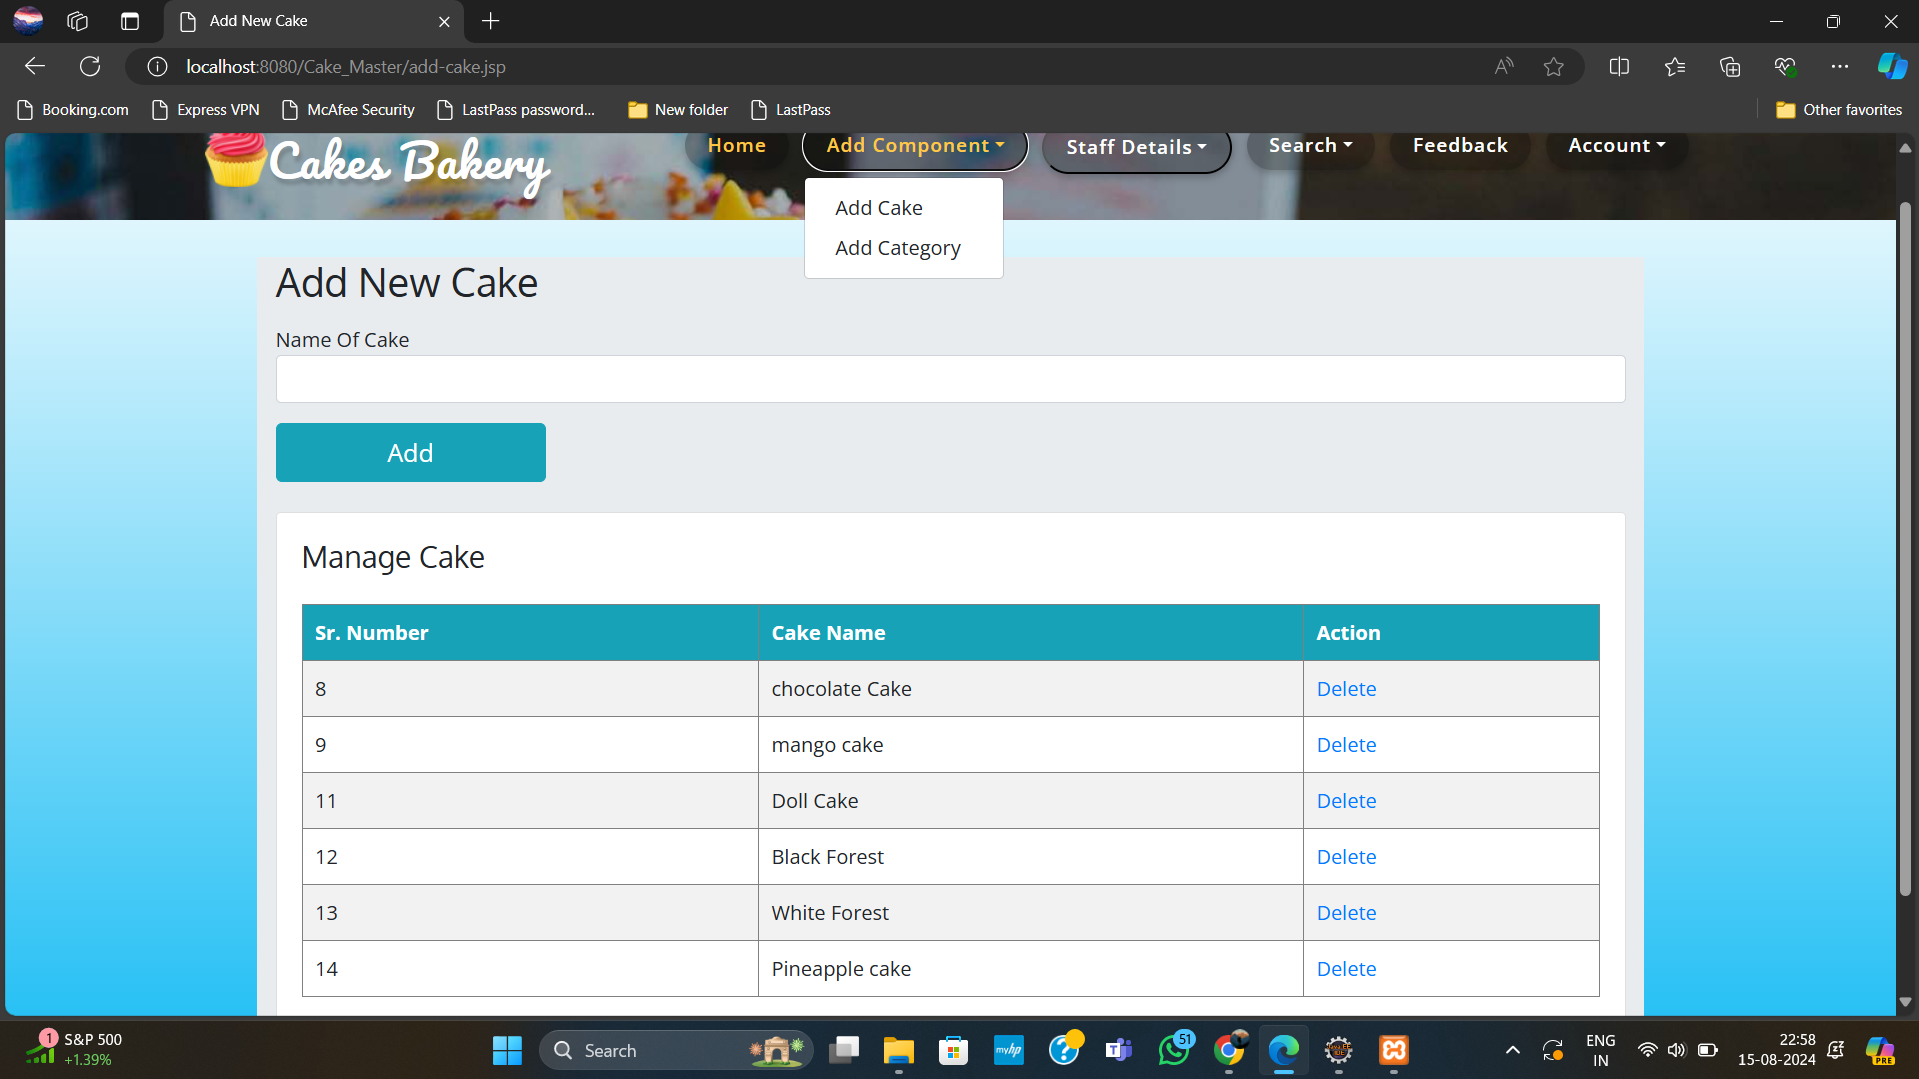 Add New Cake
localhost:8080/Cake_Master/add-cake.jsp
Booking.com Express VPN McAfee Security LastPass password... New folder LastPass Other favorites
Cakes Bakery
Home Add Component Staff Details Search Feedback Account
Add Cake
Add Category
Add New Cake
Name Of Cake
Add
Manage Cake
Sr. Number Cake Name Action
8 chocolate Cake Delete
9 mango cake Delete
11 Doll Cake Delete
12 Black Forest Delete
13 White Forest Delete
14 Pineapple cake Delete
1 S&P 500
+1.39%
Search
myhp
51
ENG
IN
22:58
15-08-2024
PRE